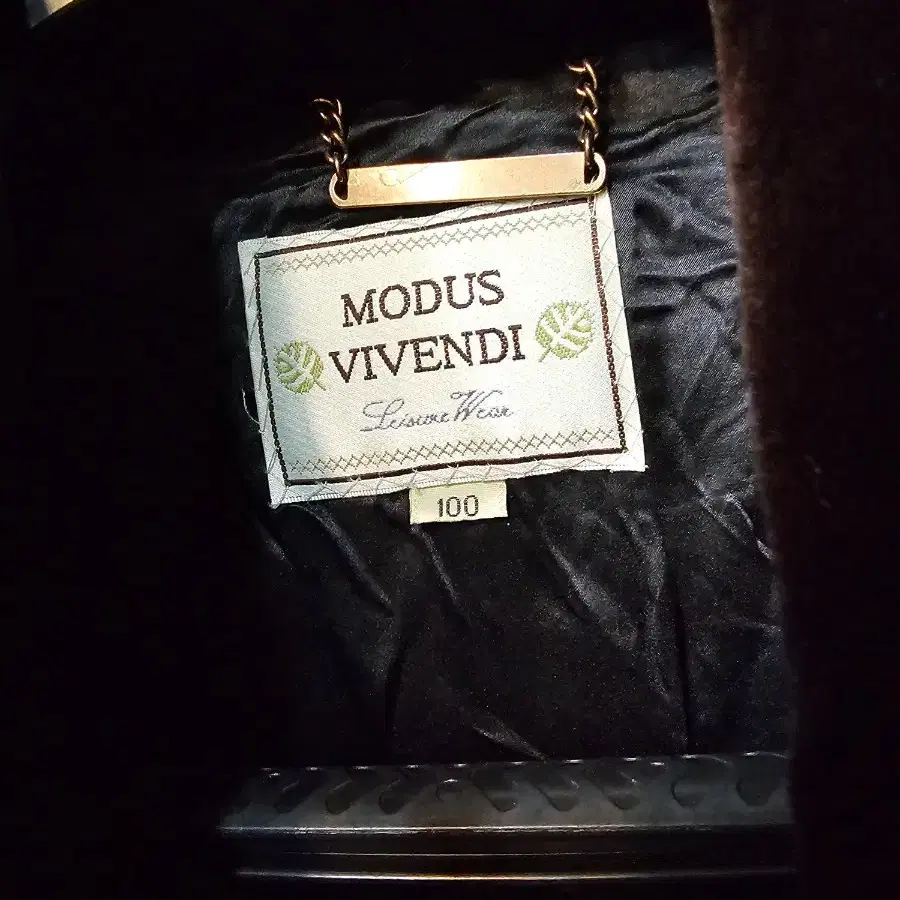 MODUS
VIVENDI
Leisure Wear
100